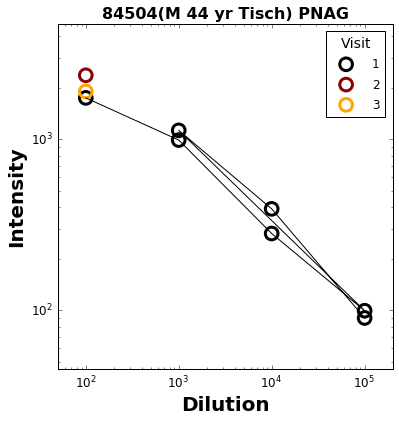 84504(M 44 yr Tisch) PNAG
Visit
1
2
3
Intensity
10³
10²
10² 10³ 10⁴ 10⁵
Dilution